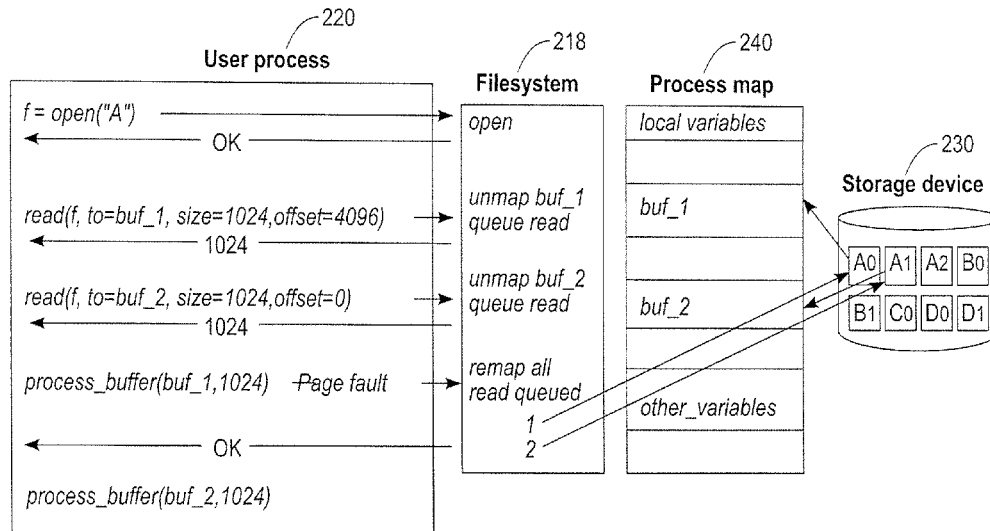 220
User process
218
Filesystem
240
Process map
230
Storage device
f = open("A")
OK
open
local variables
read(f, to=buf_1, size=1024,offset=4096)
1024
unmap buf_1
queue read
buf_1
read(f, to=buf_2, size=1024,offset=0)
1024
unmap buf_2
queue read
buf_2
A0 A1 A2 B0
B1 C0 D0 D1
process_buffer(buf_1,1024) Page fault
remap all
read queued
1
2
other_variables
OK
process_buffer(buf_2,1024)